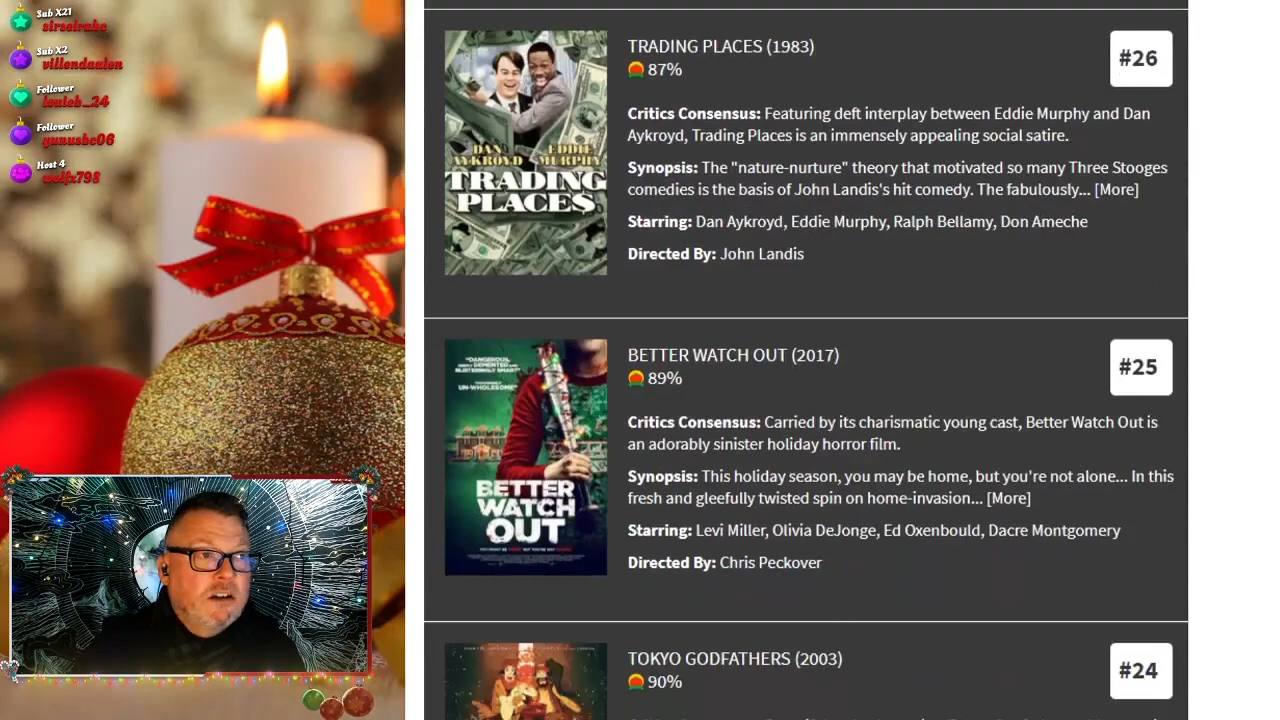 Sub X21
sirsolrahc
Sub X2
Follower
Follower
yunusbe06
Host 4
wolfx798
TRADING PLACES (1983)
87%
#26
Critics Consensus: Featuring deft interplay between Eddie Murphy and Dan
Aykroyd, Trading Places is an immensely appealing social satire.
Synopsis: The "nature-nurture" theory that motivated so many Three Stooges
comedies is the basis of John Landis's hit comedy. The fabulously... [More]
Starring: Dan Aykroyd, Eddie Murphy, Ralph Bellamy, Don Ameche
Directed By: John Landis
DAN
AYKROYD
EDDIE
MURPHY
TRADING
PLACES
BETTER WATCH OUT (2017)
89%
#25
Critics Consensus: Carried by its charismatic young cast, Better Watch Out is
an adorably sinister holiday horror film.
Synopsis: This holiday season, you may be home, but you're not alone... In this
fresh and gleefully twisted spin on home-invasion... [More]
Starring: Levi Miller, Olivia DeJonge, Ed Oxenbould, Dacre Montgomery
Directed By: Chris Peckover
BETTER
WATCH
OUT
TOKYO GODFATHERS (2003)
90%
#24